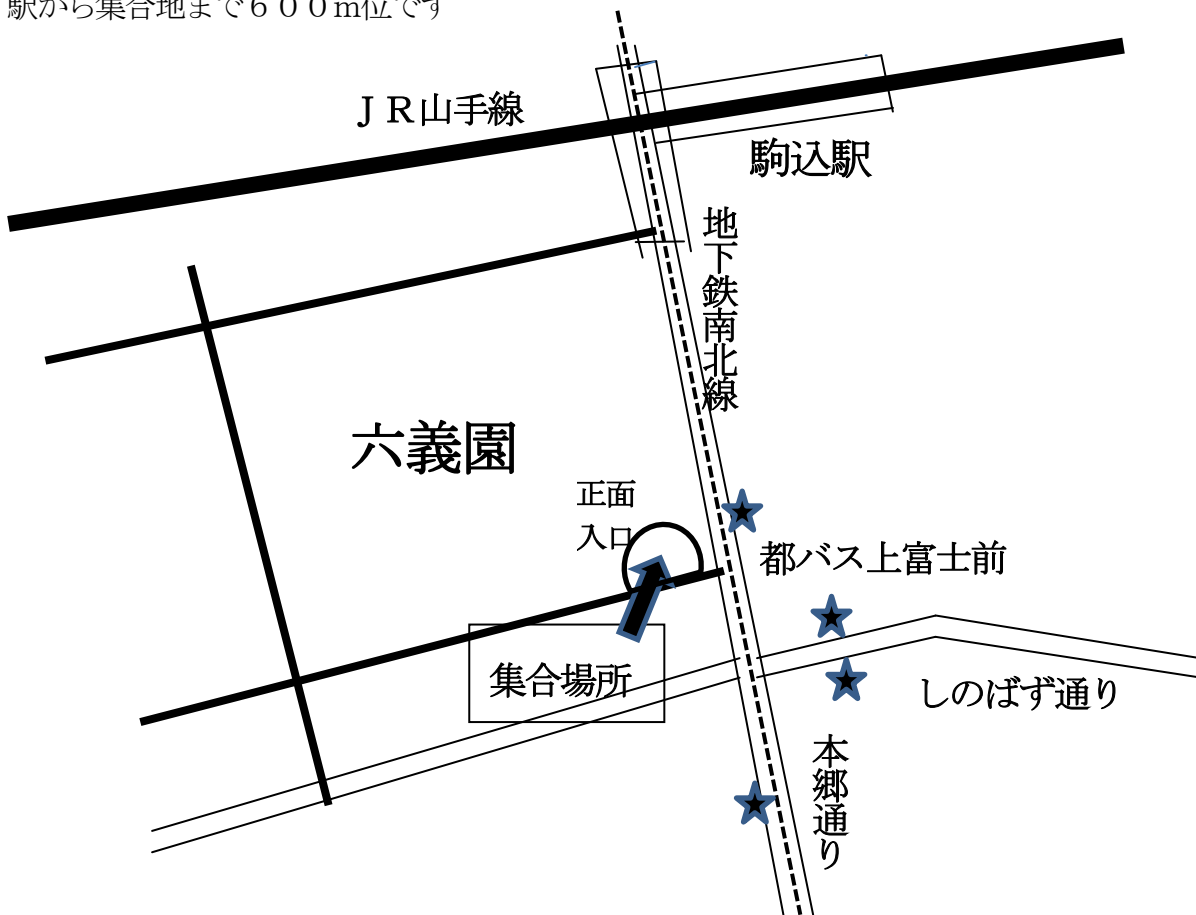 駅から集合地まで６００ｍ位です
ＪＲ山手線
駒込駅
地下鉄南北線
六義園
正面
入口
都バス上富士前
集合場所
しのばず通り
本郷通り